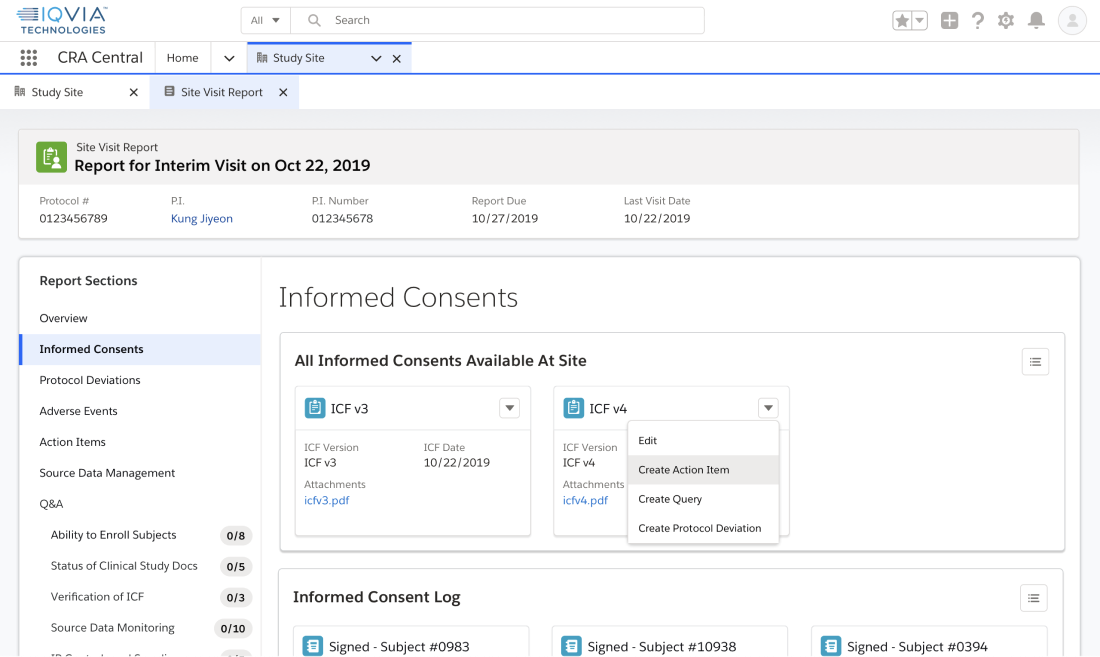 IQVIA™
TECHNOLOGIES
All
Search
CRA Central
Home
Study Site
Study Site
Site Visit Report
Site Visit Report
Report for Interim Visit on Oct 22, 2019
Protocol #
P.I.
P.I. Number
Report Due
Last Visit Date
0123456789
Kung Jiyeon
012345678
10/27/2019
10/22/2019
Report Sections
Overview
Informed Consents
Protocol Deviations
Adverse Events
Action Items
Source Data Management
Q&A
Ability to Enroll Subjects 0/8
Status of Clinical Study Docs 0/5
Verification of ICF 0/3
Source Data Monitoring 0/10
Informed Consents
All Informed Consents Available At Site
ICF v3
ICF Version
ICF Date
ICF v3
10/22/2019
Attachments
icfv3.pdf
ICF v4
ICF Version
ICF v4
Attachments
icfv4.pdf
Edit
Create Action Item
Create Query
Create Protocol Deviation
Informed Consent Log
Signed - Subject #0983
Signed - Subject #10938
Signed - Subject #0394